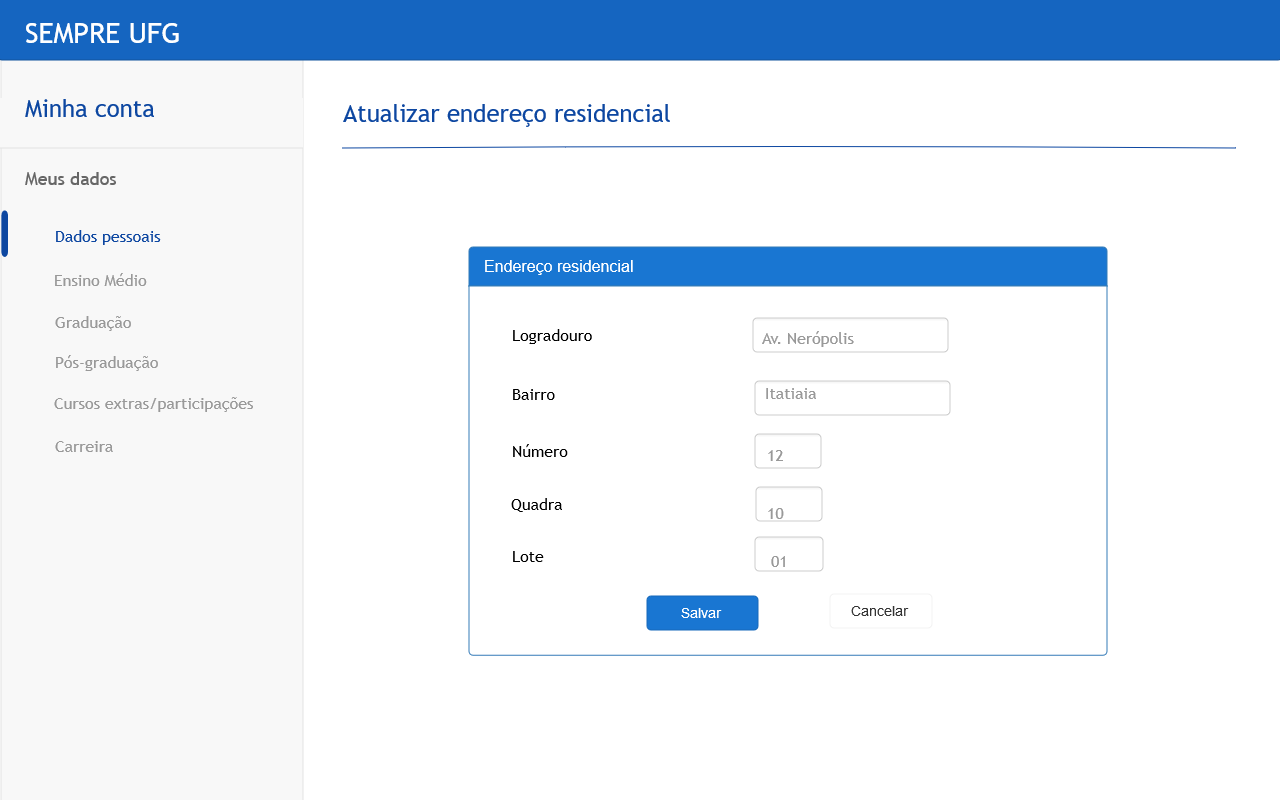 SEMPRE UFG
Minha conta
Meus dados
Dados pessoais
Ensino Médio
Graduação
Pós-graduação
Cursos extras/participações
Carreira
Atualizar endereço residencial
Endereço residencial
Logradouro Av. Nerópolis
Bairro Itatiaia
Número 12
Quadra 10
Lote 01
Salvar Cancelar